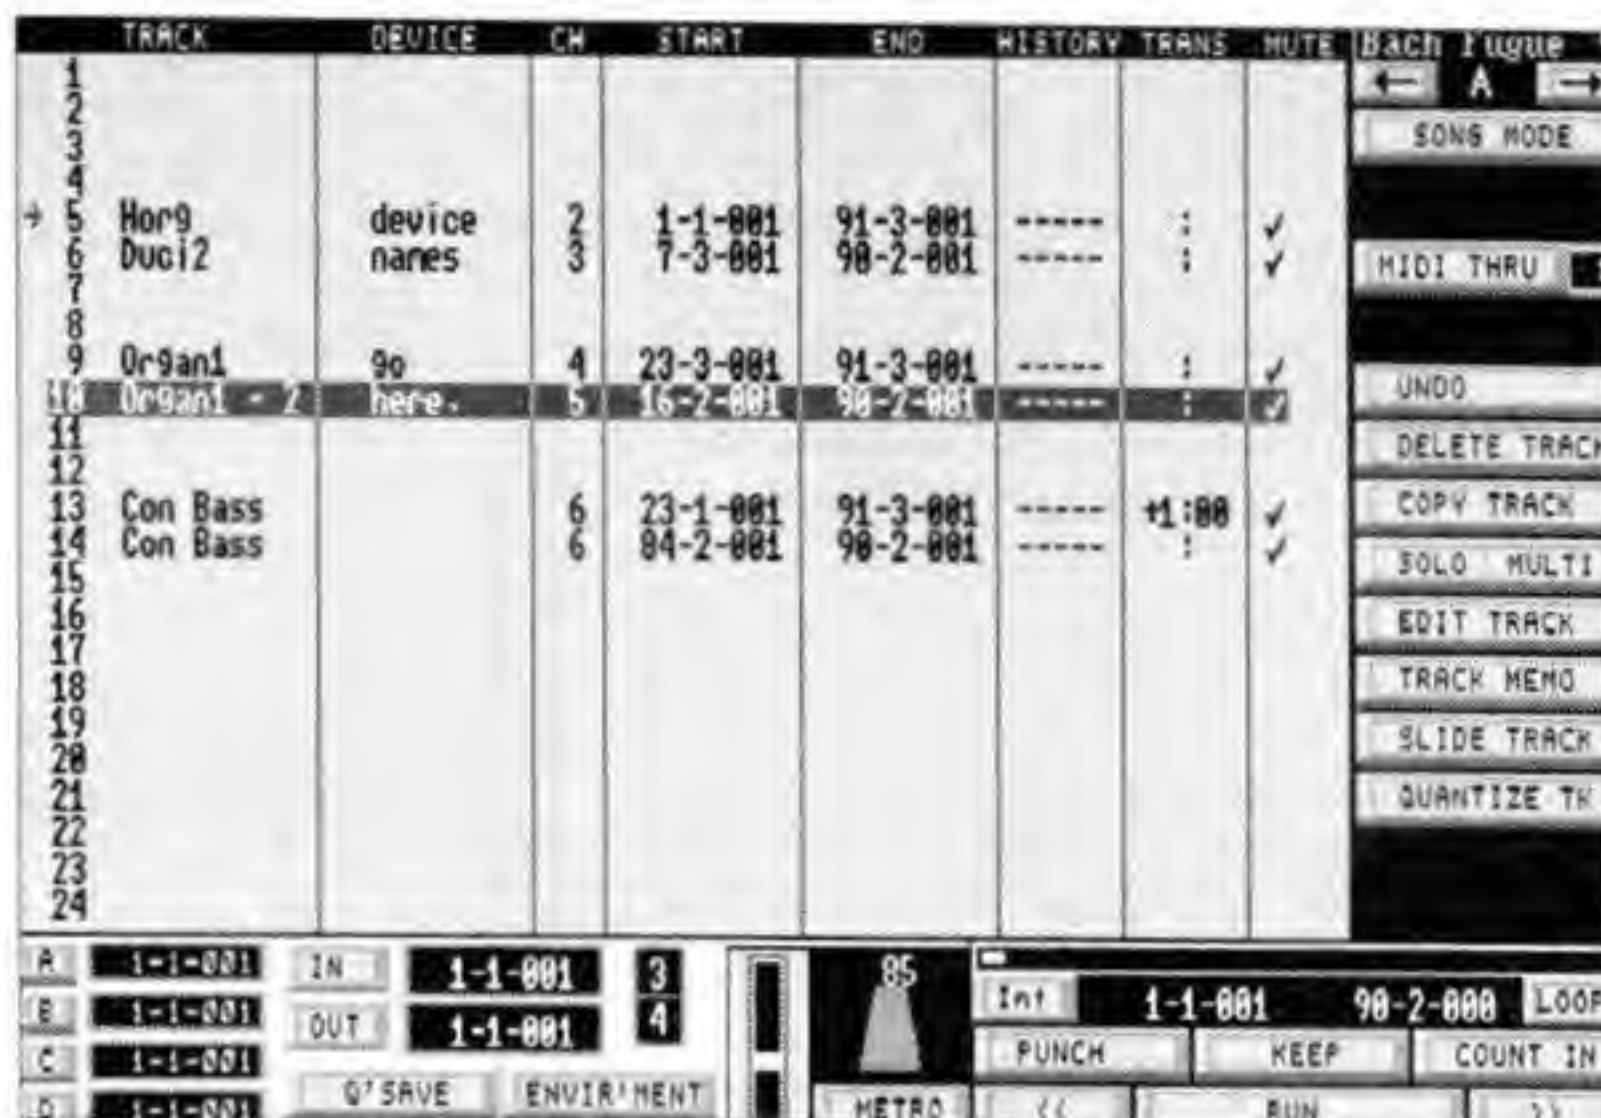 TRACK DEVICE CH START END HISTORY TRANS MUTE Bach Fugue
← A →
1
SONG MODE
2
3
4
→ 5 Horg device 2 1-1-001 91-3-001 ----- : ✓
6 Duci2 names 3 7-3-001 90-2-001 ----- : ✓
MIDI THRU
7
8
9 Organ1 go 4 23-3-001 91-3-001 ----- : ✓
UNDO
10 Organ1 - 2 here. 5 16-2-001 90-2-001 ----- : ✓
11
DELETE TRACK
12
13 Con Bass 6 23-1-001 91-3-001 ----- +1:00 ✓
COPY TRACK
14 Con Bass 6 84-2-001 90-2-001 ----- : ✓
SOLO MULTI
15
16
EDIT TRACK
17
18
TRACK MEMO
19
20
SLIDE TRACK
21
QUANTIZE TK
22
23
24
A 1-1-001 IN 1-1-001 3 85
B 1-1-001 OUT 1-1-001 4 Int 1-1-001 90-2-000 LOOP
C 1-1-001 PUNCH KEEP COUNT IN
D 1-1-001 Q'SAVE ENVIR'MENT METRO << RUN >>